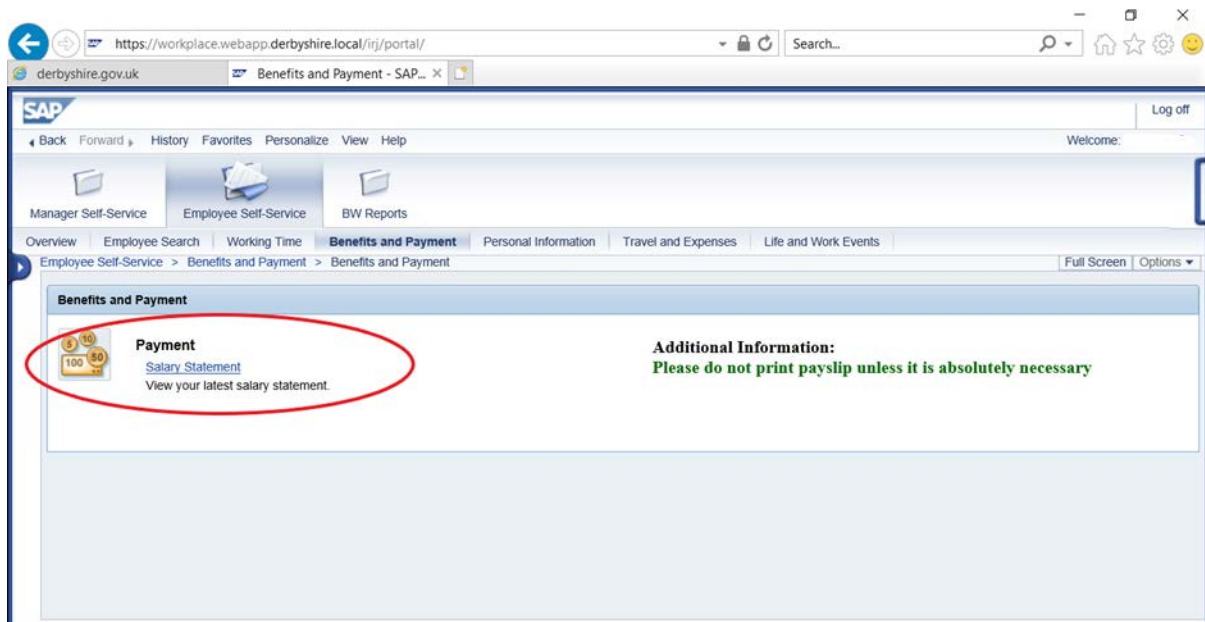 https://workplace.webapp.derbyshire.local/irj/portal/ Search...
derbyshire.gov.uk Benefits and Payment - SAP...
SAP Log off
Back Forward History Favorites Personalize View Help Welcome:
Manager Self-Service Employee Self-Service BW Reports
Overview Employee Search Working Time Benefits and Payment Personal Information Travel and Expenses Life and Work Events
Employee Self-Service > Benefits and Payment > Benefits and Payment Full Screen Options
Benefits and Payment
5 10
100 50
Payment
Salary Statement
View your latest salary statement.
Additional Information:
Please do not print payslip unless it is absolutely necessary